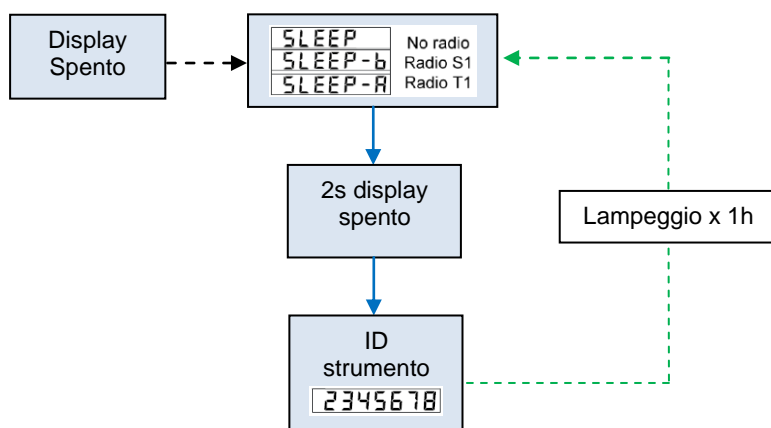 Display
Spento
SLEEP No radio
SLEEP-b Radio S1
SLEEP-A Radio T1
2s display
spento
Lampeggio x 1h
ID
strumento
2345678